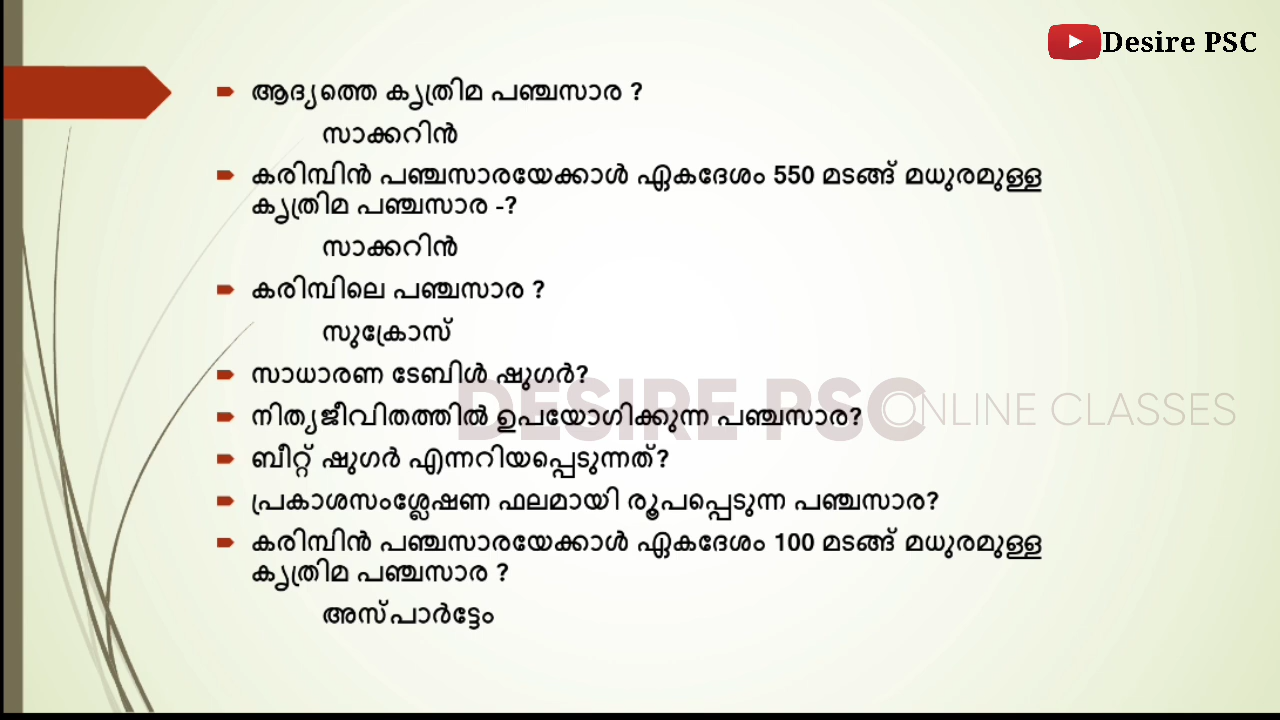 Desire PSC
ആദ്യത്തെ കൃത്രിമ പഞ്ചസാര ?
സാക്കറിൻ
കരിമ്പിൻ പഞ്ചസാരയേക്കാൾ ഏകദേശം 550 മടങ്ങ് മധുരമുള്ള
കൃത്രിമ പഞ്ചസാര -?
സാക്കറിൻ
കരിമ്പിലെ പഞ്ചസാര ?
സുക്രോസ്
സാധാരണ ടേബിൾ ഷുഗർ?
നിത്യജീവിതത്തിൽ ഉപയോഗിക്കുന്ന പഞ്ചസാര?
DESIRE PSC ONLINE CLASSES
ബീറ്റ് ഷുഗർ എന്നറിയപ്പെടുന്നത്?
പ്രകാശസംശ്ലേഷണ ഫലമായി രൂപപ്പെടുന്ന പഞ്ചസാര?
കരിമ്പിൻ പഞ്ചസാരയേക്കാൾ ഏകദേശം 100 മടങ്ങ് മധുരമുള്ള
കൃത്രിമ പഞ്ചസാര ?
അസ്പാർട്ടേം